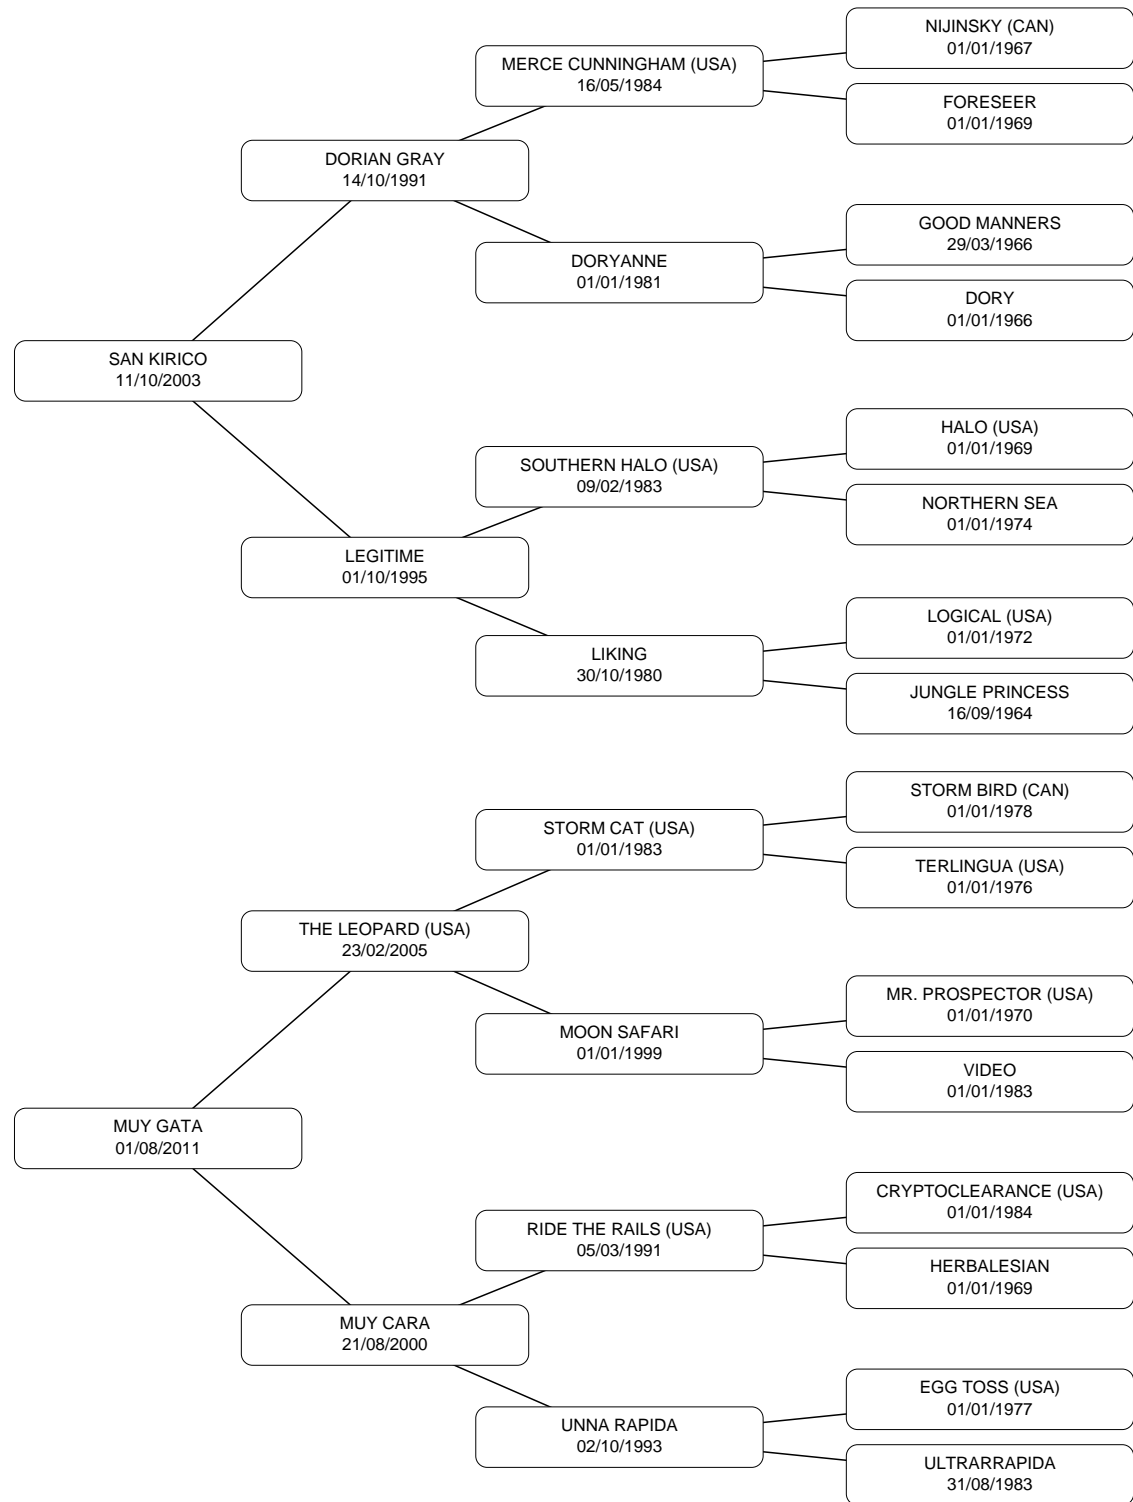 NIJINSKY (CAN)
01/01/1967
MERCE CUNNINGHAM (USA)
16/05/1984
FORESEER
01/01/1969
DORIAN GRAY
14/10/1991
GOOD MANNERS
29/03/1966
DORYANNE
01/01/1981
DORY
01/01/1966
SAN KIRICO
11/10/2003
HALO (USA)
01/01/1969
SOUTHERN HALO (USA)
09/02/1983
NORTHERN SEA
01/01/1974
LEGITIME
01/10/1995
LOGICAL (USA)
01/01/1972
LIKING
30/10/1980
JUNGLE PRINCESS
16/09/1964
STORM BIRD (CAN)
01/01/1978
STORM CAT (USA)
01/01/1983
TERLINGUA (USA)
01/01/1976
THE LEOPARD (USA)
23/02/2005
MR. PROSPECTOR (USA)
01/01/1970
MOON SAFARI
01/01/1999
VIDEO
01/01/1983
MUY GATA
01/08/2011
CRYPTOCLEARANCE (USA)
01/01/1984
RIDE THE RAILS (USA)
05/03/1991
HERBALESIAN
01/01/1969
MUY CARA
21/08/2000
EGG TOSS (USA)
01/01/1977
UNNA RAPIDA
02/10/1993
ULTRARRAPIDA
31/08/1983